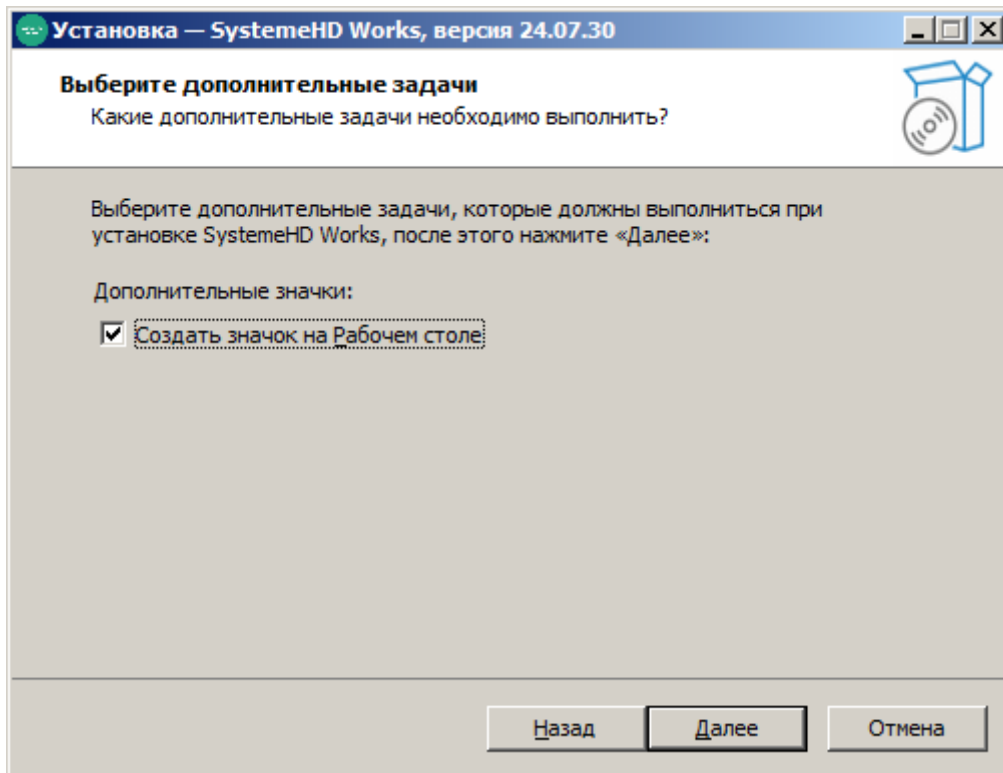 Установка — SystemeHD Works, версия 24.07.30
Выберите дополнительные задачи
Какие дополнительные задачи необходимо выполнить?
Выберите дополнительные задачи, которые должны выполниться при
установке SystemeHD Works, после этого нажмите «Далее»:
Дополнительные значки:
Создать значок на Рабочем столе
Назад
Далее
Отмена